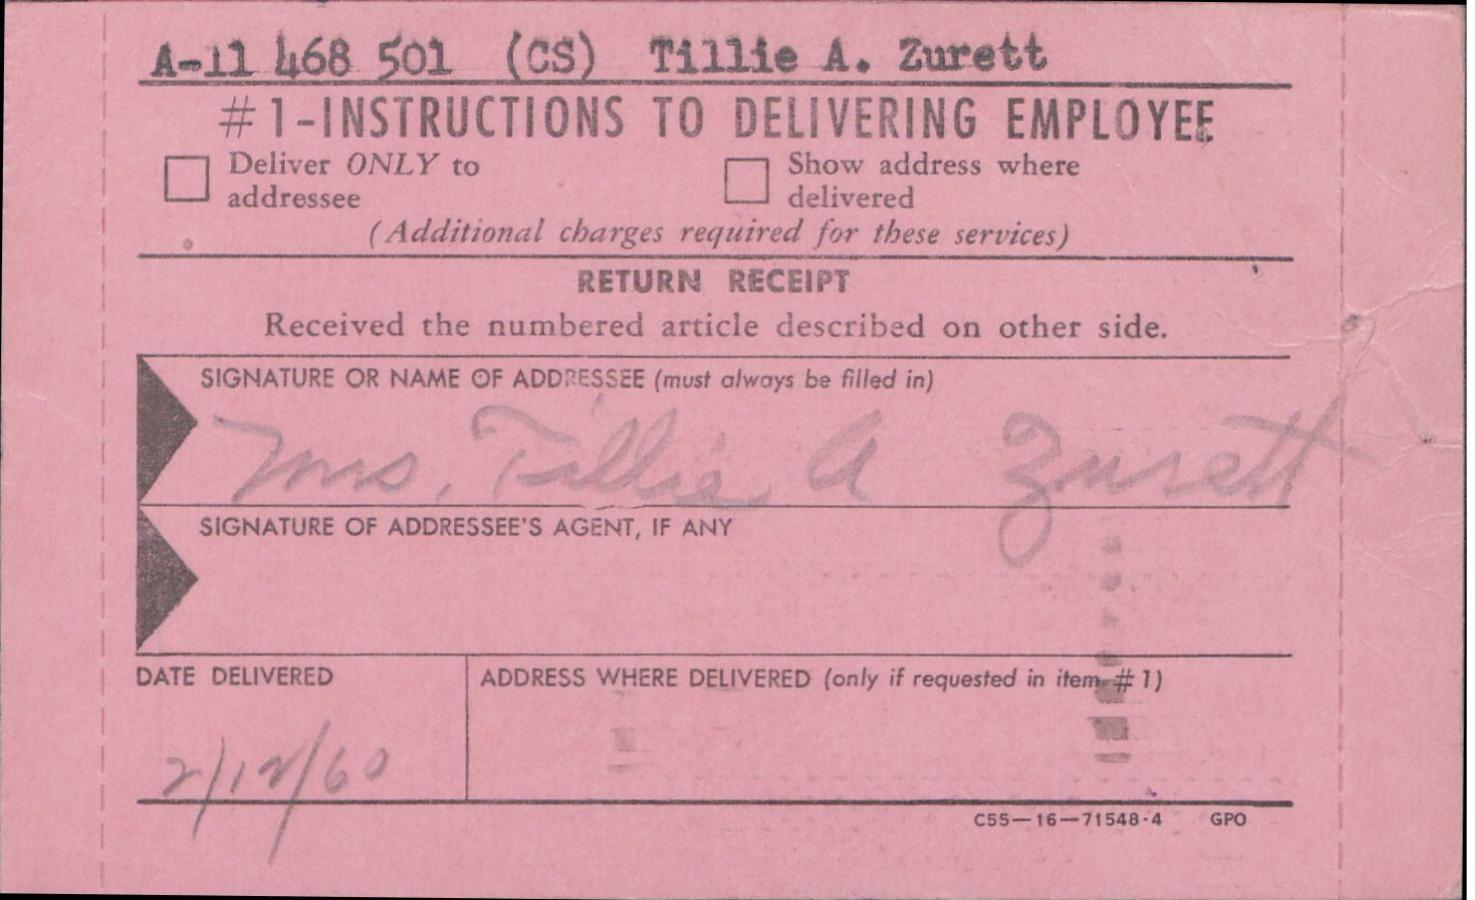 A-11 468 501 (CS) Tillie A. Zurett
#1-INSTRUCTIONS TO DELIVERING EMPLOYEE
Deliver ONLY to addressee
Show address where delivered
(Additional charges required for these services)
RETURN RECEIPT
Received the numbered article described on other side.
SIGNATURE OR NAME OF ADDRESSEE (must always be filled in)
Mrs. Tillie A Zurett
SIGNATURE OF ADDRESSEE'S AGENT, IF ANY
DATE DELIVERED
2/12/60
ADDRESS WHERE DELIVERED (only if requested in item #1)
C55—16—71548-4 GPO